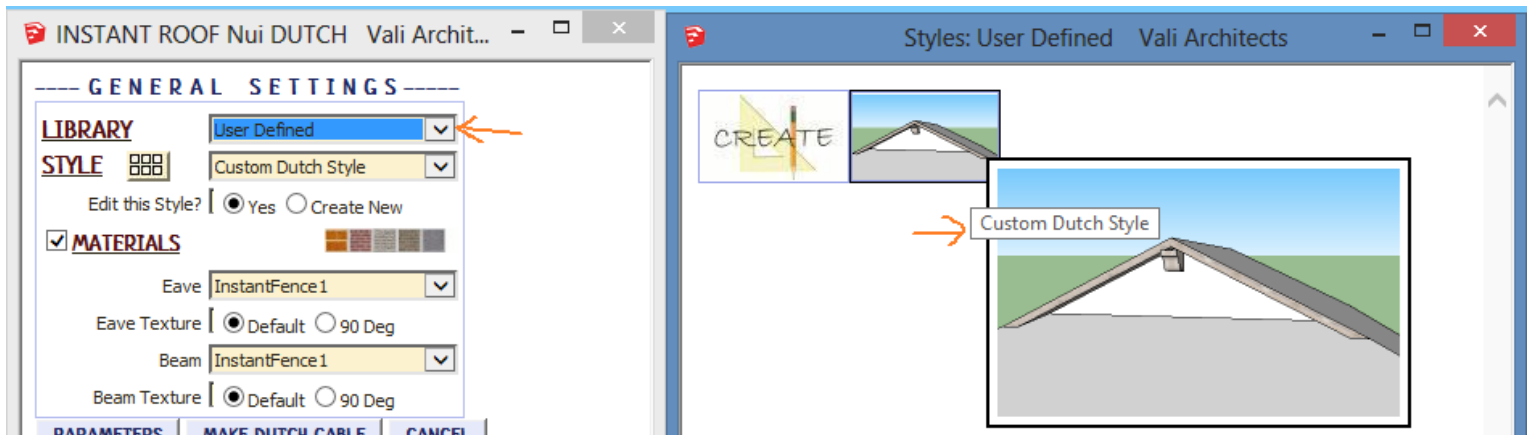 INSTANT ROOF Nui DUTCH Vali Archit...
---- GENERAL SETTINGS-----
LIBRARY User Defined
STYLE Custom Dutch Style
Edit this Style? Yes Create New
MATERIALS
Eave InstantFence1
Eave Texture Default 90 Deg
Beam InstantFence1
Beam Texture Default 90 Deg
PARAMETERS MAKE DUTCH GABLE CANCEL
Styles: User Defined Vali Architects
CREATE
Custom Dutch Style